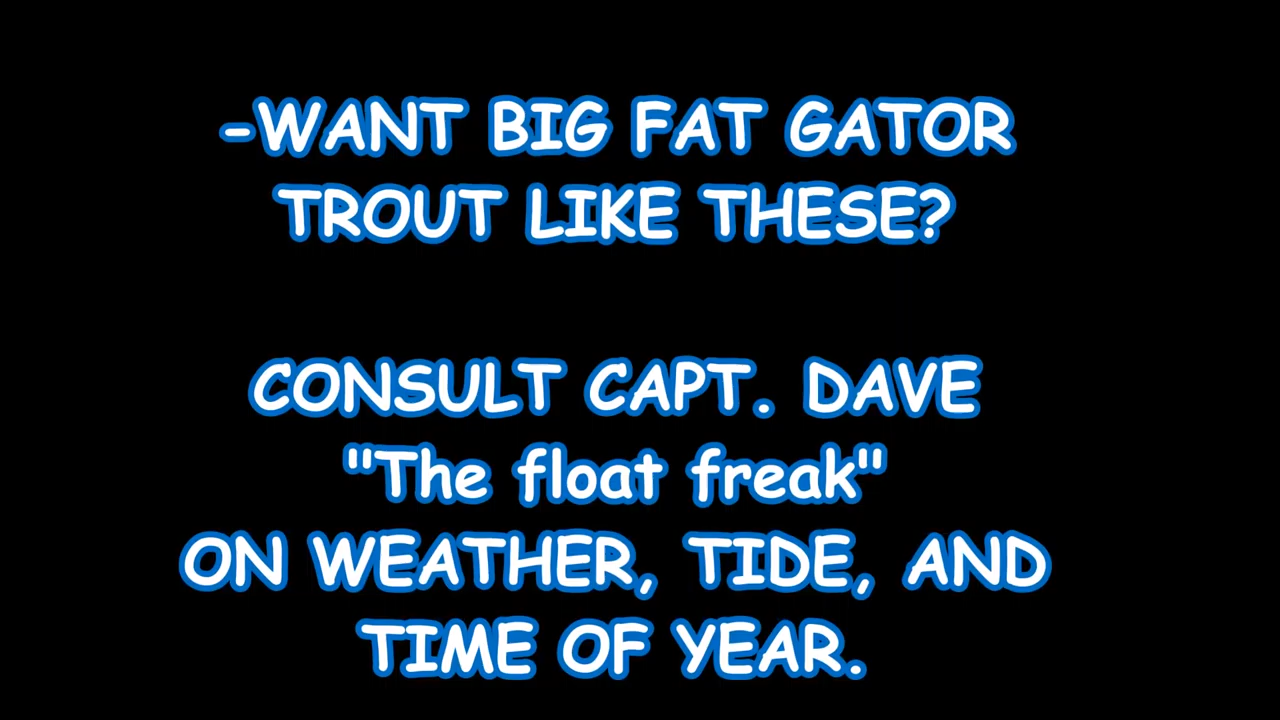 -WANT BIG FAT GATOR
TROUT LIKE THESE?
CONSULT CAPT. DAVE
"The float freak"
ON WEATHER, TIDE, AND
TIME OF YEAR.